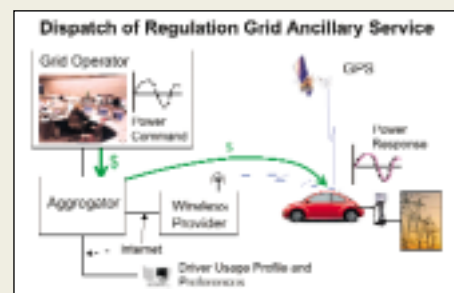 Dispatch of Regulation Grid Ancillary Service
Grid Operator
GPS
Power
Command
Power
Response
$
$
Aggregator
Wireless
Provider
Internet
Driver Usage Profile and
Preferences